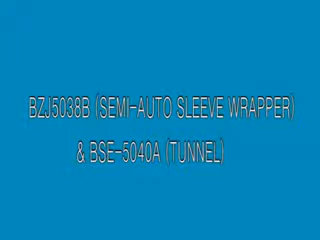 BZJ5038B (SEMI-AUTO SLEEVE WRAPPER)
& BSE-5040A (TUNNEL)